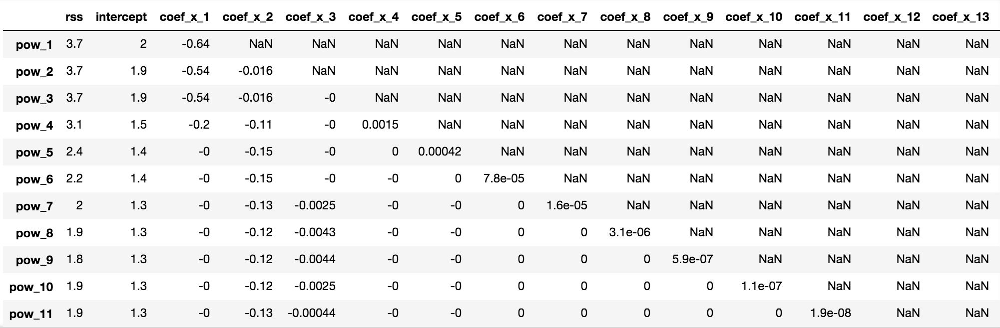 rss intercept coef_x_1 coef_x_2 coef_x_3 coef_x_4 coef_x_5 coef_x_6 coef_x_7 coef_x_8 coef_x_9 coef_x_10 coef_x_11 coef_x_12 coef_x_13
pow_1 3.7 2 -0.64 NaN NaN NaN NaN NaN NaN NaN NaN NaN NaN NaN NaN
pow_2 3.7 1.9 -0.54 -0.016 NaN NaN NaN NaN NaN NaN NaN NaN NaN NaN NaN
pow_3 3.7 1.9 -0.54 -0.016 -0 NaN NaN NaN NaN NaN NaN NaN NaN NaN NaN
pow_4 3.1 1.5 -0.2 -0.11 -0 0.0015 NaN NaN NaN NaN NaN NaN NaN NaN NaN
pow_5 2.4 1.4 -0 -0.15 -0 0 0.00042 NaN NaN NaN NaN NaN NaN NaN NaN
pow_6 2.2 1.4 -0 -0.15 -0 -0 0 7.8e-05 NaN NaN NaN NaN NaN NaN NaN
pow_7 2 1.3 -0 -0.13 -0.0025 -0 -0 0 1.6e-05 NaN NaN NaN NaN NaN NaN
pow_8 1.9 1.3 -0 -0.12 -0.0043 -0 -0 0 0 3.1e-06 NaN NaN NaN NaN NaN
pow_9 1.8 1.3 -0 -0.12 -0.0044 -0 -0 0 0 0 5.9e-07 NaN NaN NaN NaN
pow_10 1.9 1.3 -0 -0.12 -0.0025 -0 -0 0 0 0 0 1.1e-07 NaN NaN NaN
pow_11 1.9 1.3 -0 -0.13 -0.00044 -0 -0 0 0 0 0 0 1.9e-08 NaN NaN